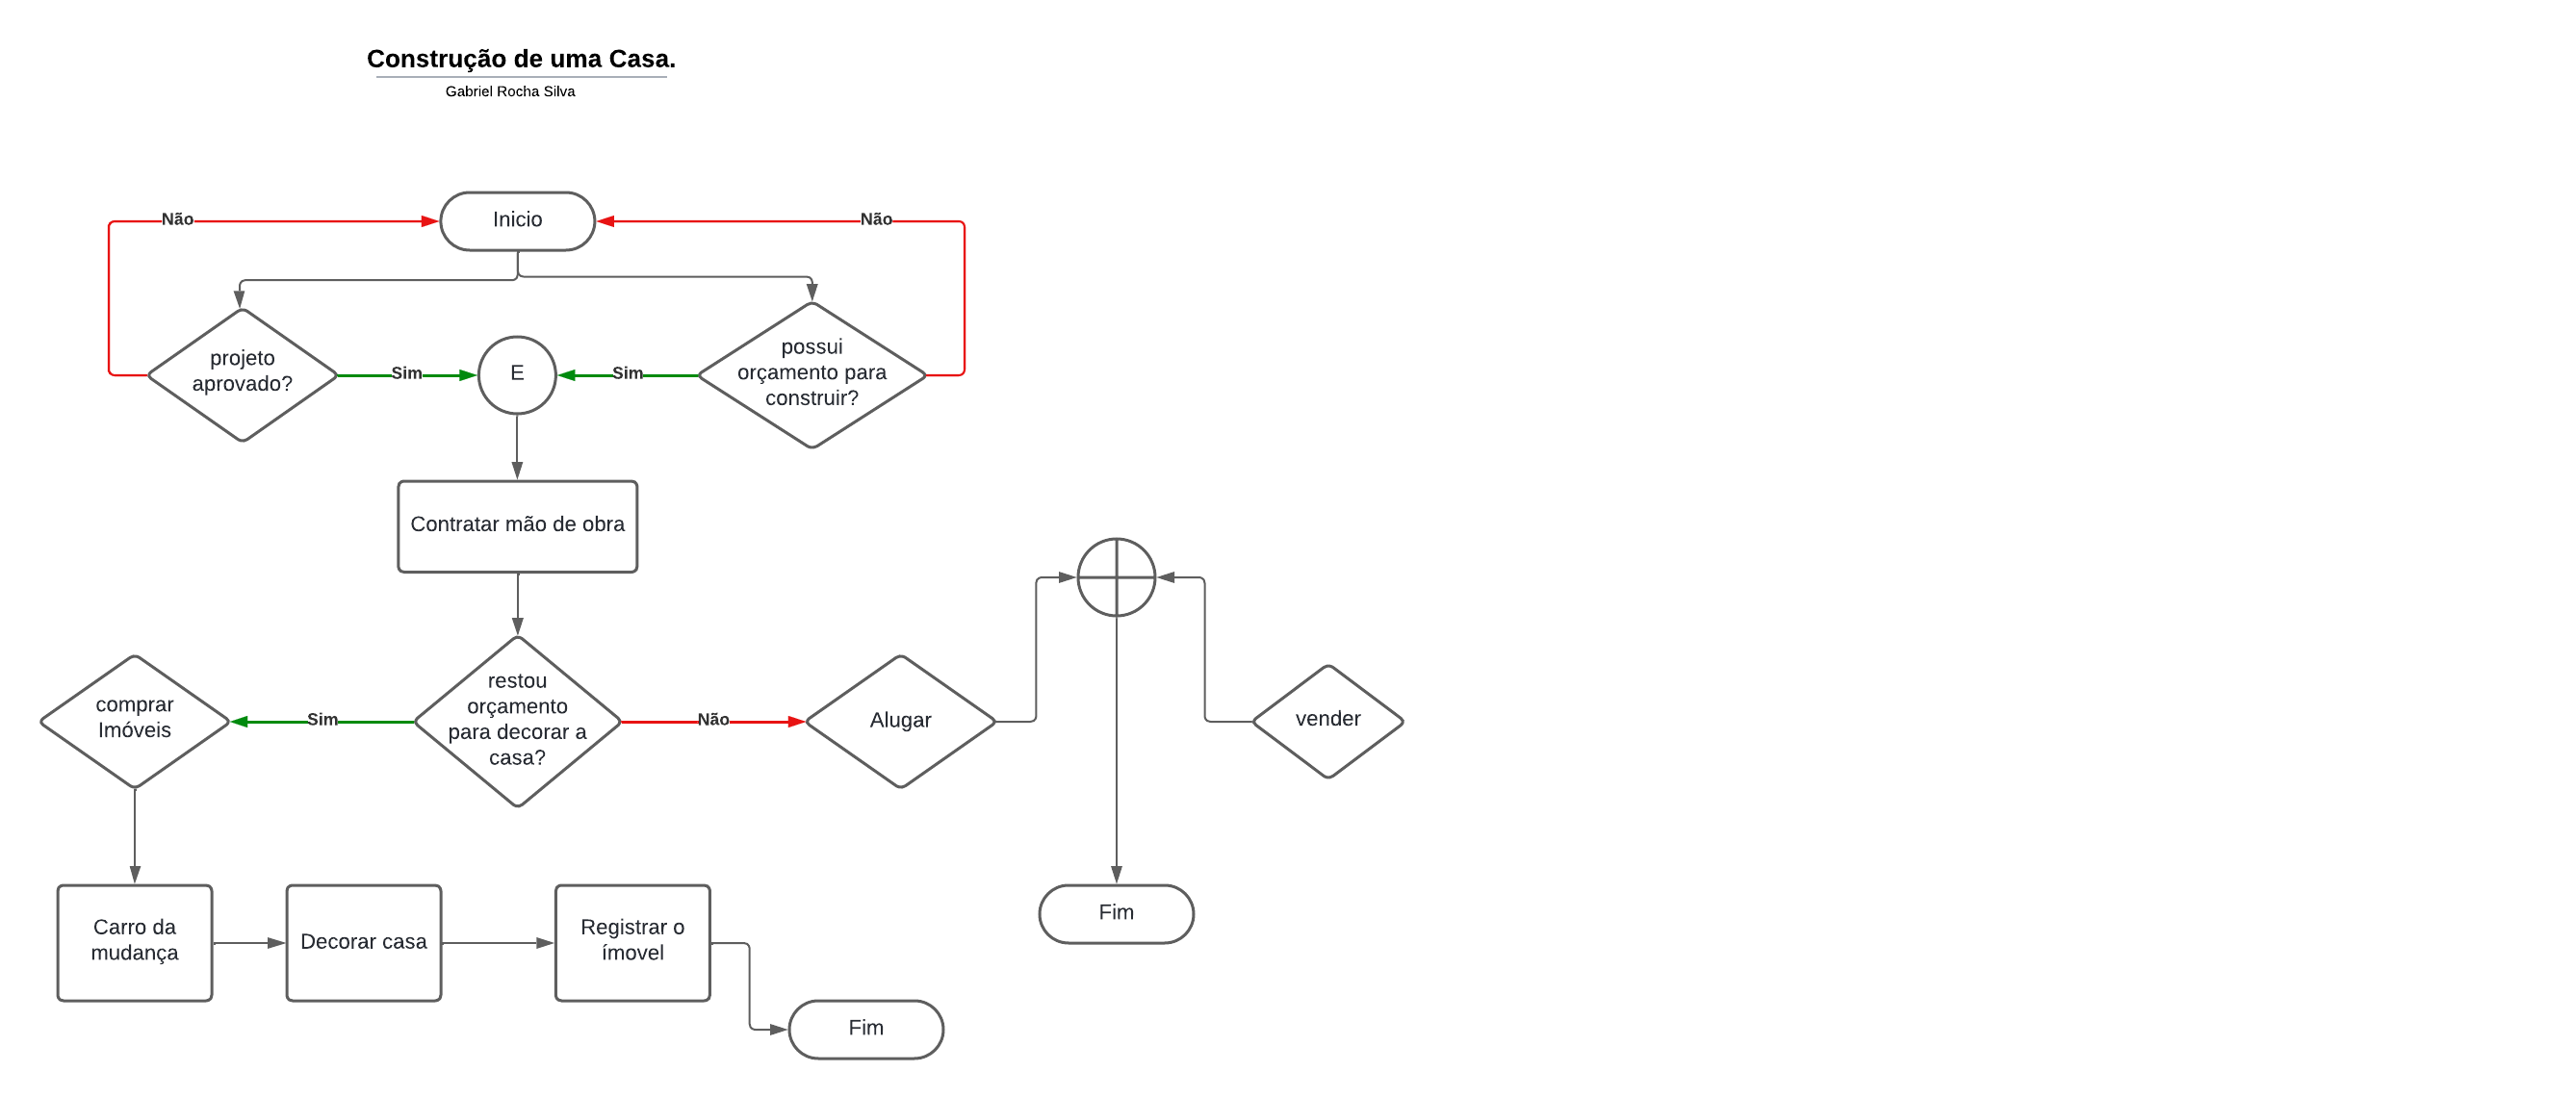 Construção de uma Casa.
Gabriel Rocha Silva
Não
Inicio
Não
projeto
aprovado?
Sim
E
Sim
possui
orçamento para
construir?
Contratar mão de obra
comprar
Imóveis
Sim
restou
orçamento
para decorar a
casa?
Não
Alugar
vender
Carro da
mudança
Decorar casa
Registrar o
ímovel
Fim
Fim